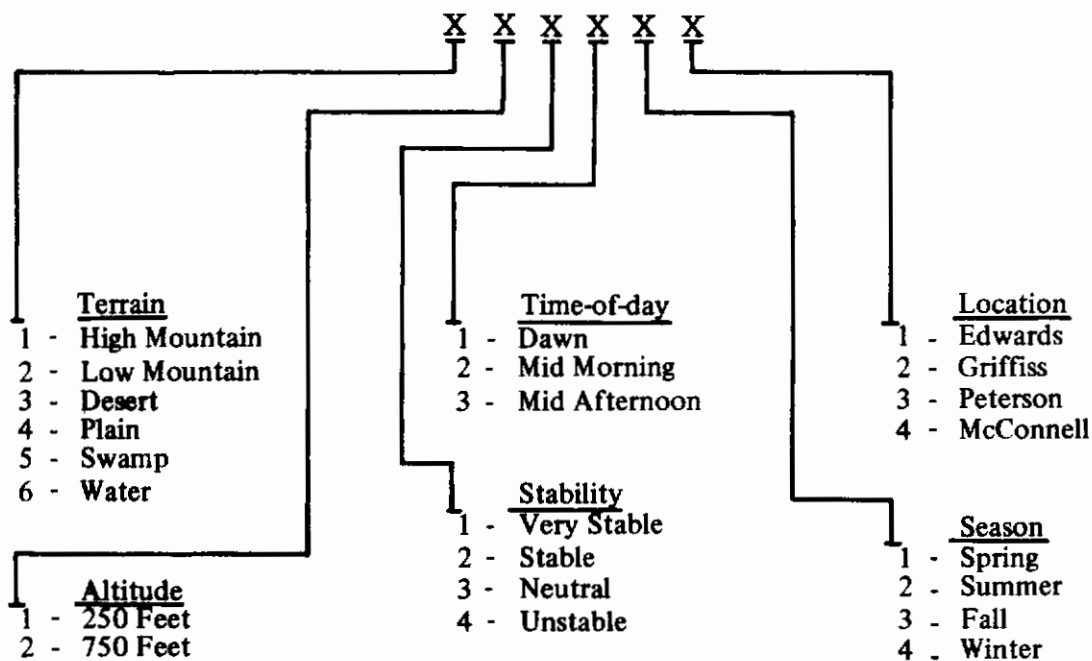 X X X X X X
Terrain
1 - High Mountain
2 - Low Mountain
3 - Desert
4 - Plain
5 - Swamp
6 - Water
Altitude
1 - 250 Feet
2 - 750 Feet
Time-of-day
1 - Dawn
2 - Mid Morning
3 - Mid Afternoon
Stability
1 - Very Stable
2 - Stable
3 - Neutral
4 - Unstable
Location
1 - Edwards
2 - Griffiss
3 - Peterson
4 - McConnell
Season
1 - Spring
2 - Summer
3 - Fall
4 - Winter